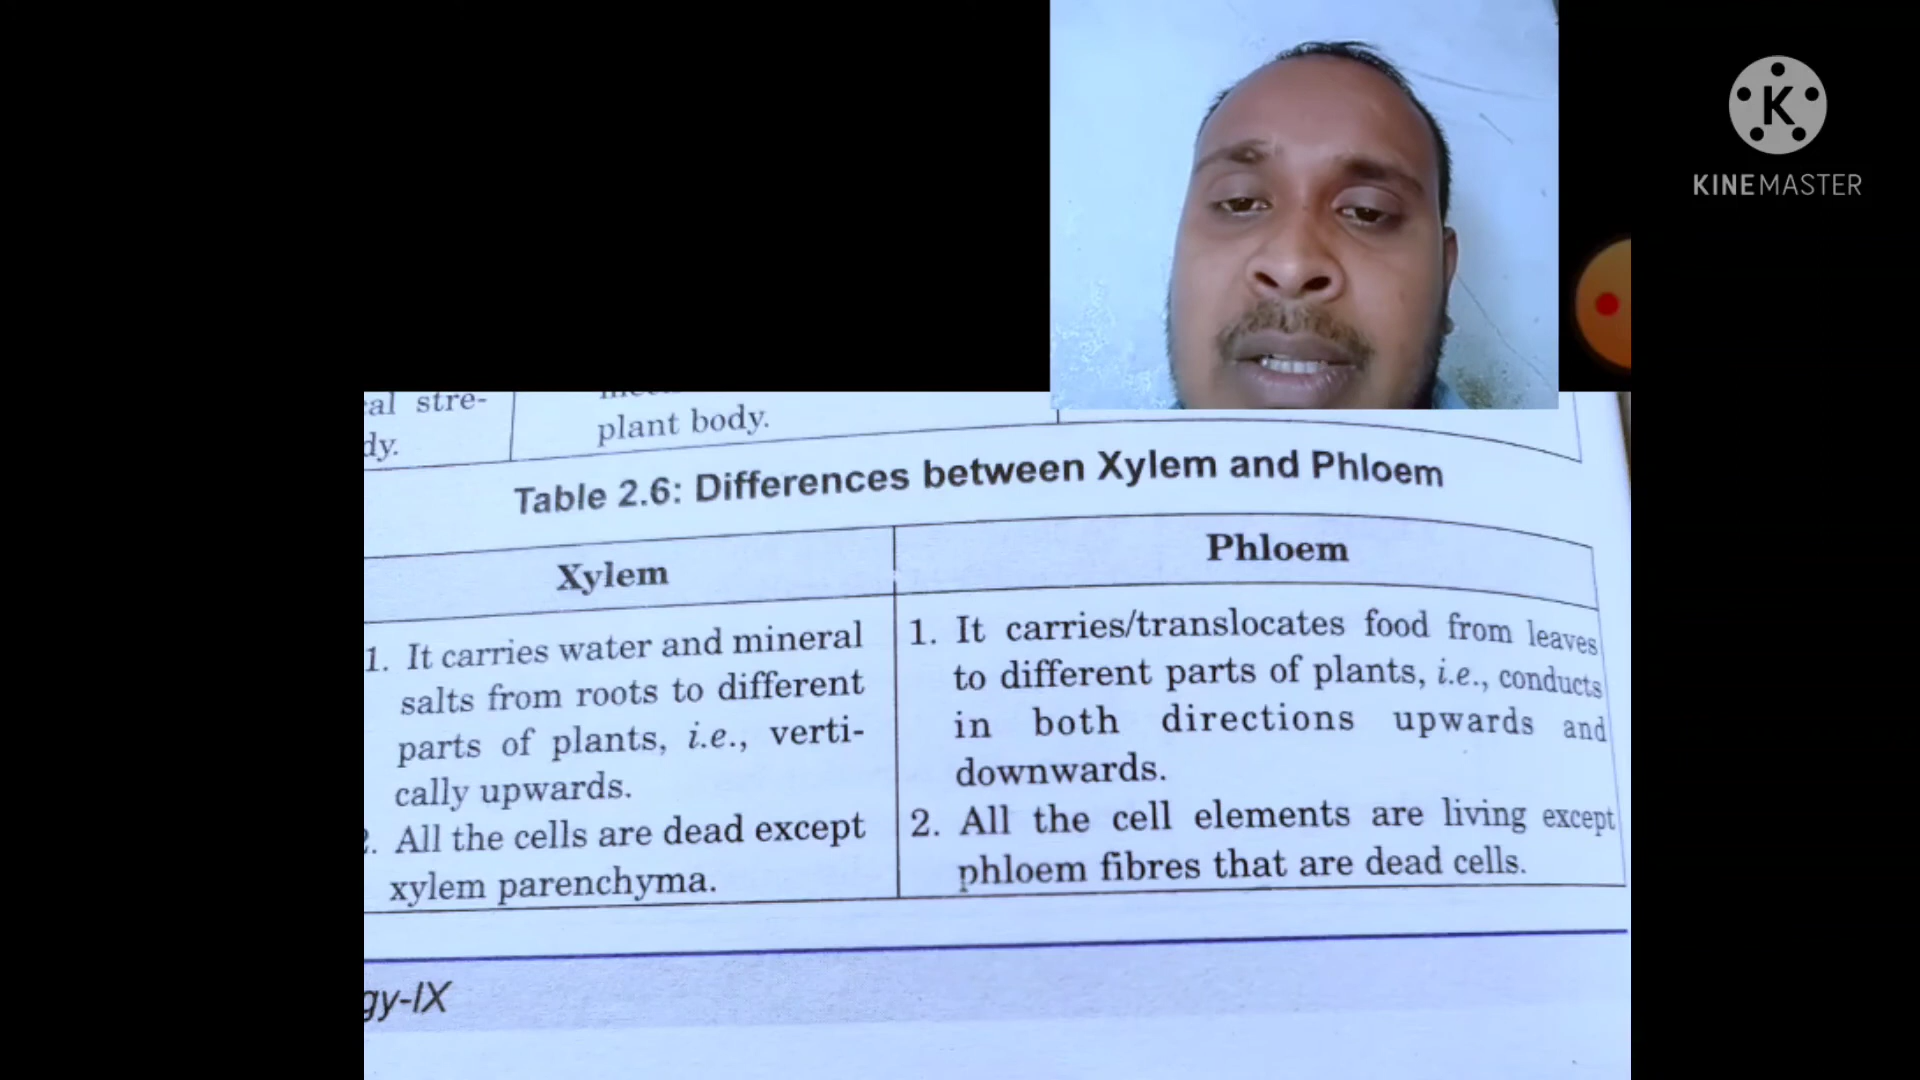 K
KINEMASTER
al stre-
dy.
plant body.
Table 2.6: Differences between Xylem and Phloem
Xylem
1. It carries water and mineral
salts from roots to different
parts of plants, i.e., verti-
cally upwards.
. All the cells are dead except
xylem parenchyma.
Phloem
1. It carries/translocates food from leaves
to different parts of plants, i.e., conducts
in both directions upwards and
downwards.
2. All the cell elements are living except
phloem fibres that are dead cells.
gy-IX